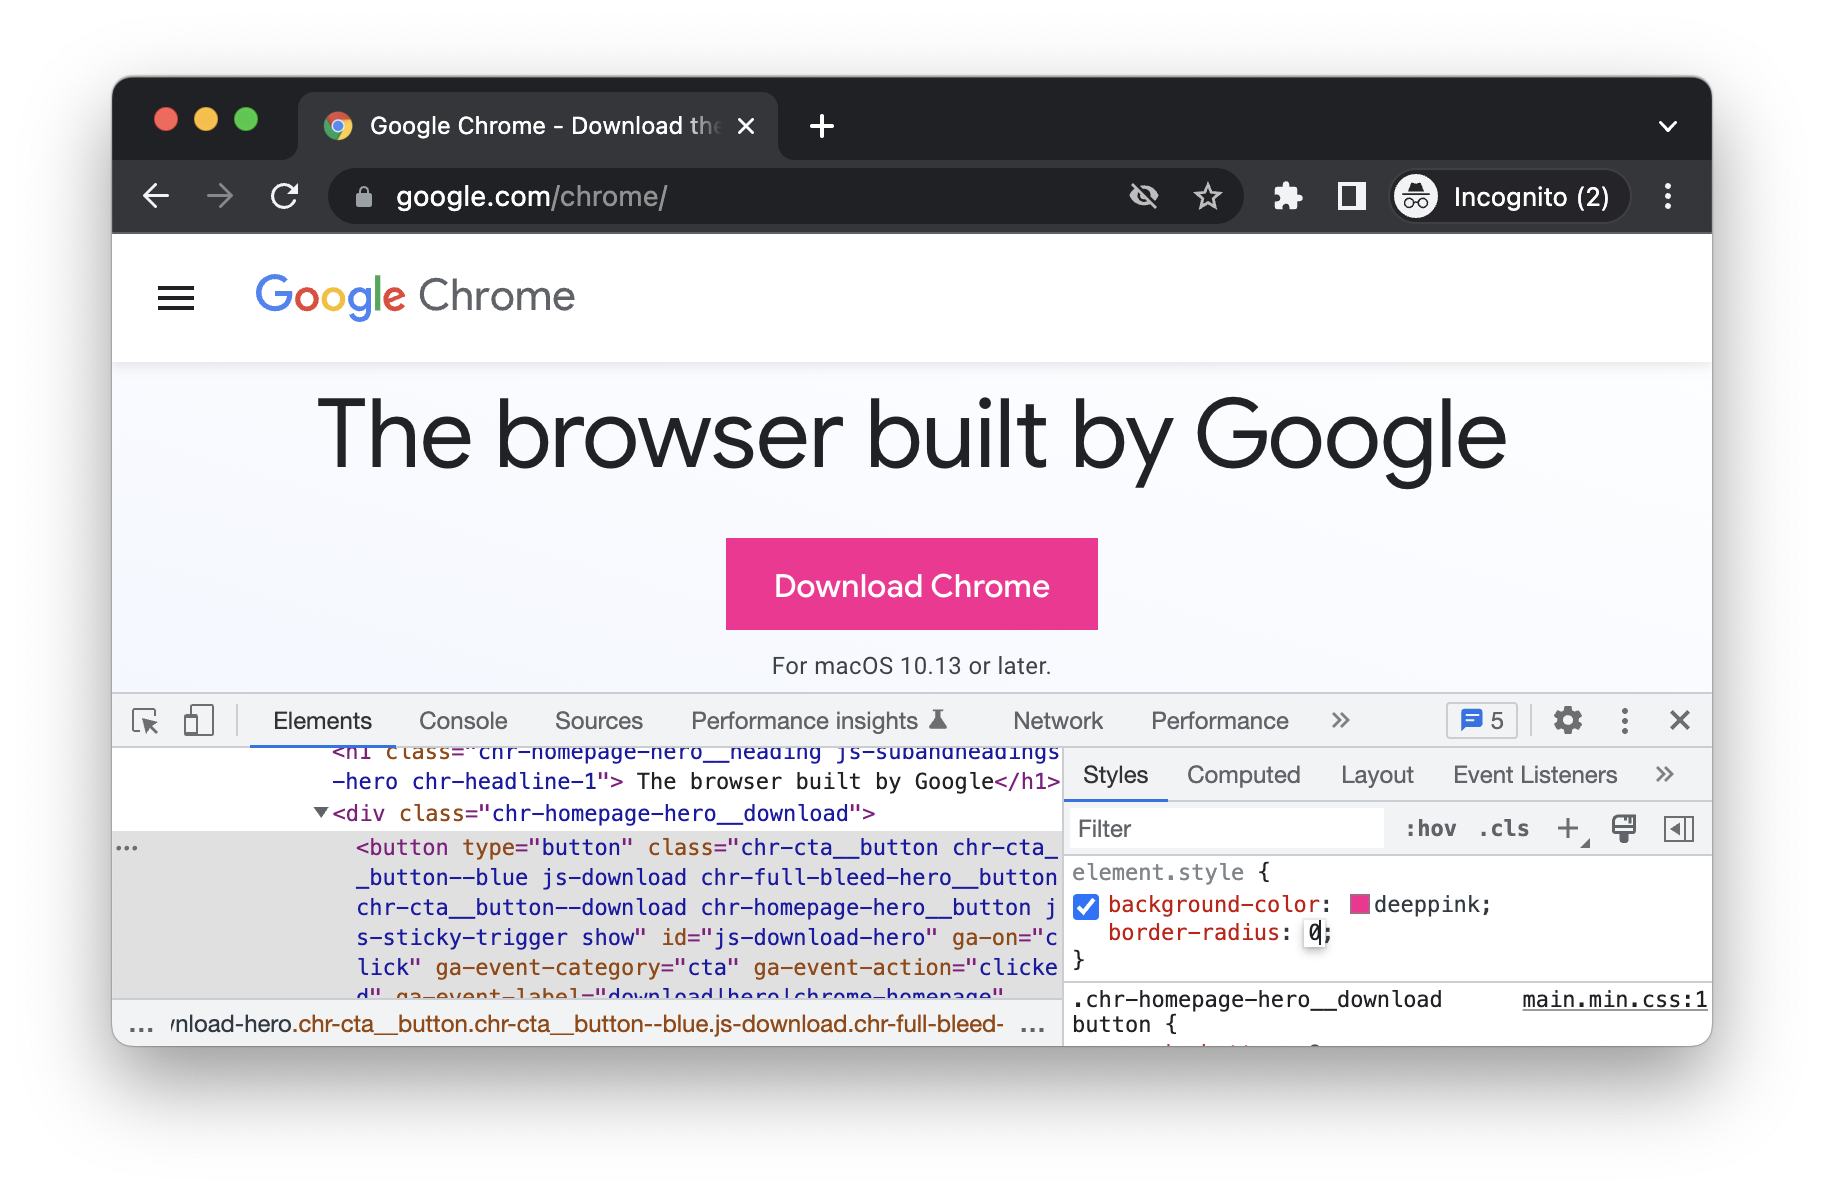 Google Chrome - Download the
google.com/chrome/
Incognito (2)
Google Chrome
The browser built by Google
Download Chrome
For macOS 10.13 or later.
Elements Console Sources Performance insights Network Performance 5
<h1 class="chr-homepage-hero__heading js-subandheadings
-hero chr-headline-1"> The browser built by Google</h1>
<div class="chr-homepage-hero__download">
<button type="button" class="chr-cta__button chr-cta_
_button--blue js-download chr-full-bleed-hero__button
chr-cta__button--download chr-homepage-hero__button j
s-sticky-trigger show" id="js-download-hero" ga-on="c
lick" ga-event-category="cta" ga-event-action="clicke
d" ga-event-label="download|hero|chrome-homepage"
... nload-hero.chr-cta__button.chr-cta__button--blue.js-download.chr-full-bleed- ...
Styles Computed Layout Event Listeners
Filter :hov .cls
element.style {
background-color: deeppink;
border-radius: 0;
}
.chr-homepage-hero__download main.min.css:1
button {